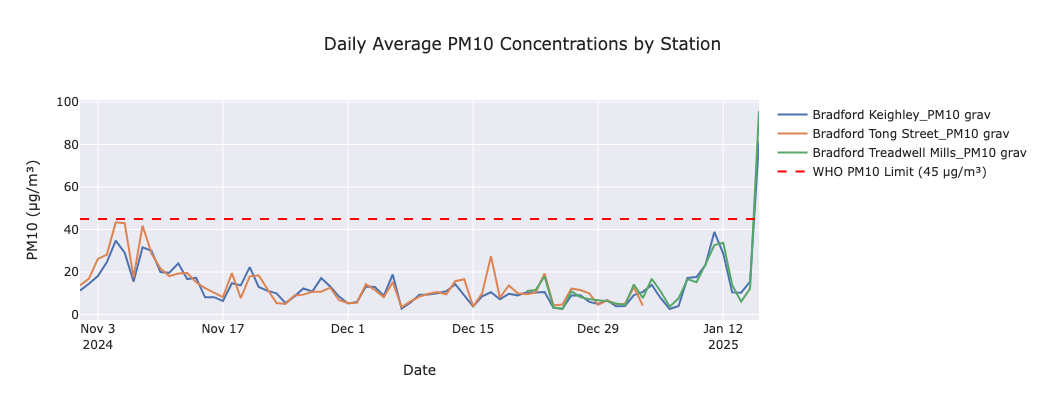 Daily Average PM10 Concentrations by Station
PM10 (µg/m³)
100
80
60
40
20
0
Nov 3
2024
Nov 17
Dec 1
Dec 15
Dec 29
Jan 12
2025
Date
Bradford Keighley_PM10 grav
Bradford Tong Street_PM10 grav
Bradford Treadwell Mills_PM10 grav
WHO PM10 Limit (45 µg/m³)